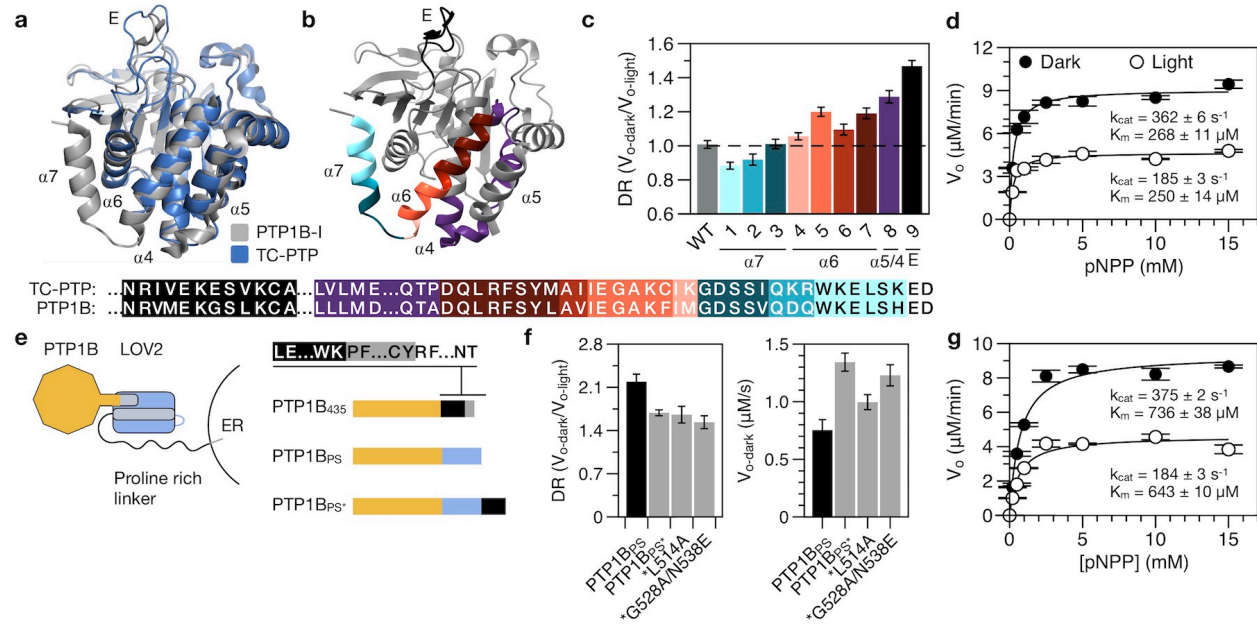 a
E
α7
α6
α5
α4
PTP1B-I
TC-PTP
b
E
α7
α6
α5
α4
c
DR (Vo-dark/Vo-light)
1.6
1.4
1.2
1.0
0.8
0.6
WT 1 2 3 4 5 6 7 8 9
α7 α6 α5/4 E
d
Vo (µM/min)
12
9
6
3
0
Dark Light
kcat = 362 ± 6 s-1
Km = 268 ± 11 µM
kcat = 185 ± 3 s-1
Km = 250 ± 14 µM
0 5 10 15
pNPP (mM)
TC-PTP: ...NRIVEKESVKCA...LVLME...QTPDQLRFSYMAIIEGAKCIKGDSSIQKRWKELSKED
PTP1B: ...NRVMEKGSLKCA...LLLMD...QTADQLRFSYLAVIEGAKFIMGDSSVQDQWKELSHED
e
PTP1B LOV2
ER
Proline rich
linker
LE...WKPF...CYRF...NT
PTP1B435
PTP1BPS
PTP1BPS*
f
DR (Vo-dark/Vo-light)
2.8
2.1
1.4
0.7
0
PTP1BPS
PTP1BPS*
*L514A
*G528A/N538E
Vo-dark (µM/s)
1.5
1.0
0.5
0.0
PTP1BPS
PTP1BPS*
*L514A
*G528A/N538E
g
Vo (µM/min)
10
8
6
4
2
0
kcat = 375 ± 2 s-1
Km = 736 ± 38 µM
kcat = 184 ± 3 s-1
Km = 643 ± 10 µM
0 5 10 15
[pNPP] (mM)